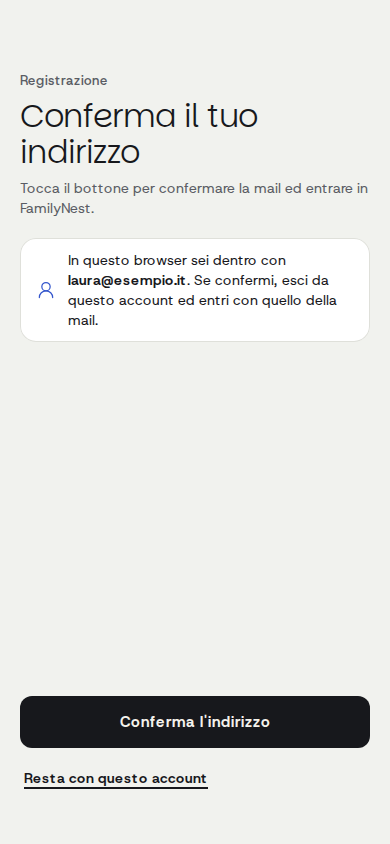 Registrazione
Conferma il tuo
indirizzo
Tocca il bottone per confermare la mail ed entrare in
FamilyNest.
In questo browser sei dentro con
laura@esempio.it. Se confermi, esci da
questo account ed entri con quello della
mail.
Conferma l'indirizzo
Resta con questo account